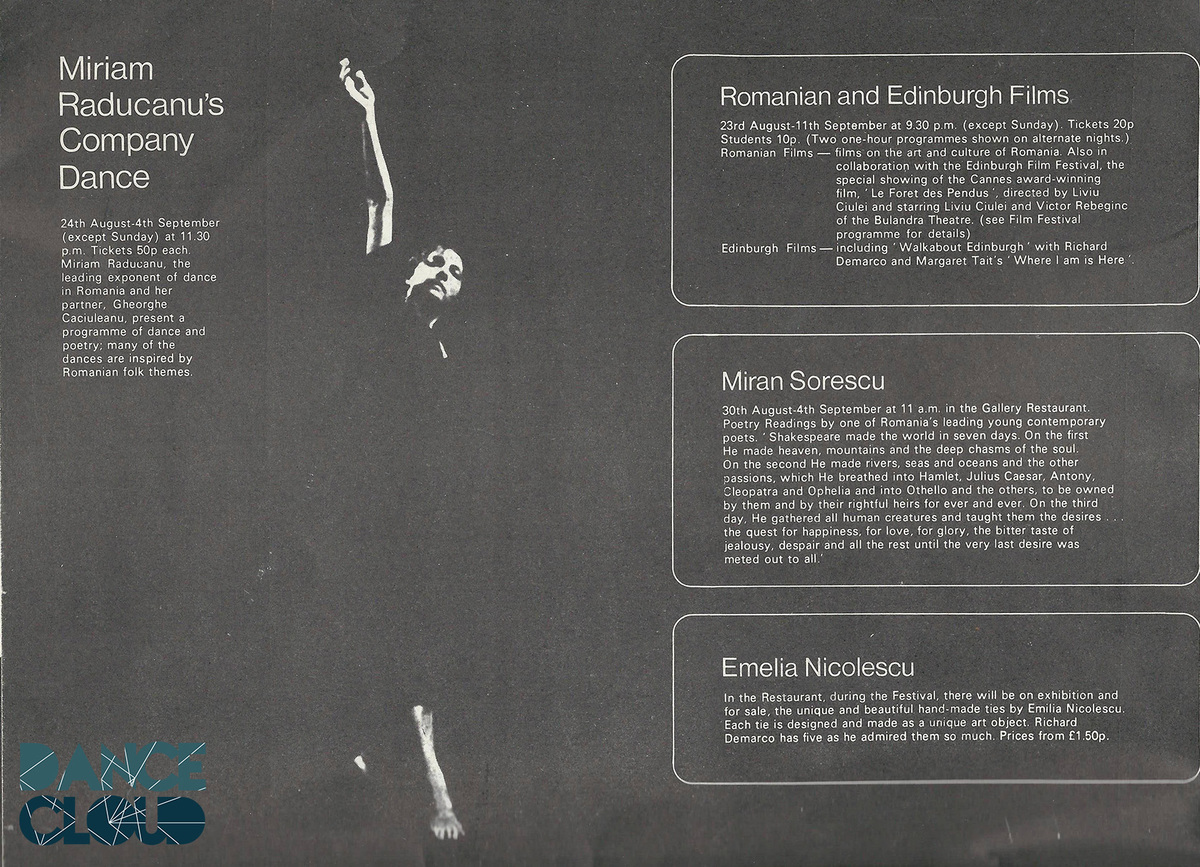 Miriam
Raducanu's
Company
Dance
24th August-4th September
(except Sunday) at 11.30
p.m. Tickets 50p each.
Miriam Raducanu, the
leading exponent of dance
in Romania and her
partner, Gheorghe
Caciuleanu, present a
programme of dance and
poetry; many of the
dances are inspired by
Romanian folk themes.
Romanian and Edinburgh Films
23rd August-11th September at 9.30 p.m. (except Sunday). Tickets 20p
Students 10p. (Two one-hour programmes shown on alternate nights.)
Romanian Films — films on the art and culture of Romania. Also in
collaboration with the Edinburgh Film Festival, the
special showing of the Cannes award-winning
film, ' Le Foret des Pendus ', directed by Liviu
Ciulei and starring Liviu Ciulei and Victor Rebeginc
of the Bulandra Theatre. (see Film Festival
programme for details)
Edinburgh Films — including ' Walkabout Edinburgh ' with Richard
Demarco and Margaret Tait's ' Where I am is Here '.
Miran Sorescu
30th August-4th September at 11 a.m. in the Gallery Restaurant.
Poetry Readings by one of Romania's leading young contemporary
poets. ' Shakespeare made the world in seven days. On the first
He made heaven, mountains and the deep chasms of the soul.
On the second He made rivers, seas and oceans and the other
passions, which He breathed into Hamlet, Julius Caesar, Antony,
Cleopatra and Ophelia and into Othello and the others, to be owned
by them and by their rightful heirs for ever and ever. On the third
day, He gathered all human creatures and taught them the desires . . .
the quest for happiness, for love, for glory, the bitter taste of
jealousy, despair and all the rest until the very last desire was
meted out to all.'
Emelia Nicolescu
In the Restaurant, during the Festival, there will be on exhibition and
for sale, the unique and beautiful hand-made ties by Emilia Nicolescu.
Each tie is designed and made as a unique art object. Richard
Demarco has five as he admired them so much. Prices from £1.50p.
DANCE
CLOUD